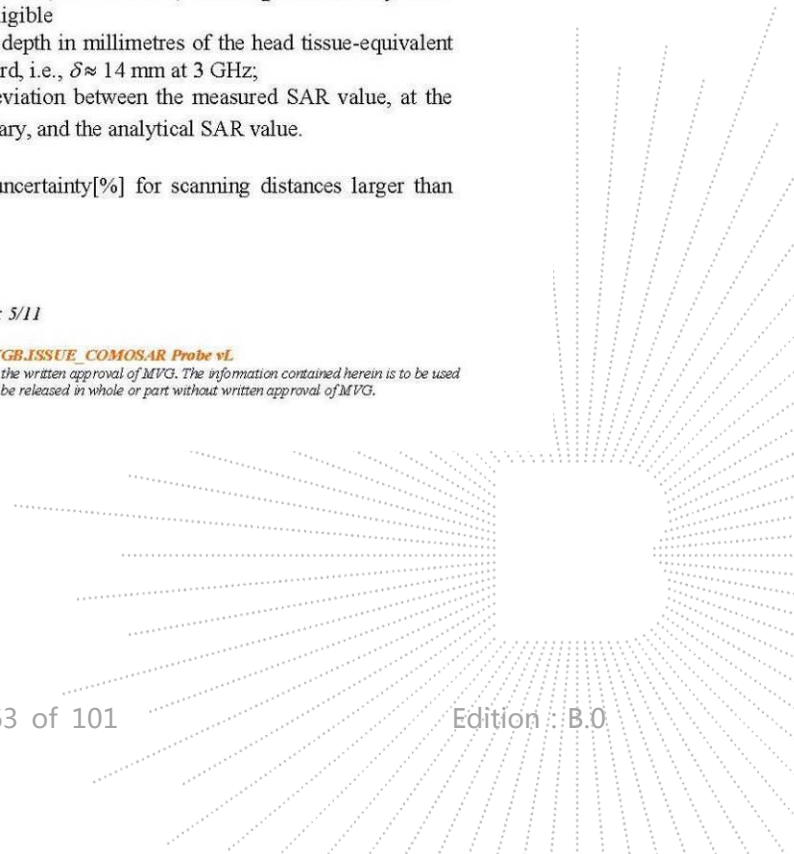 igible
depth in millimetres of the head tissue-equivalent
rd, i.e., δ≈ 14 mm at 3 GHz;
eviation between the measured SAR value, at the
ary, and the analytical SAR value.
ncertainty[%] for scanning distances larger than
: 5/11
GB.ISSUE_COMOSAR Probe vL
the written approval of MVG. The information contained herein is to be used
be released in whole or part without written approval of MVG.
3 of 101
Edition : B.0